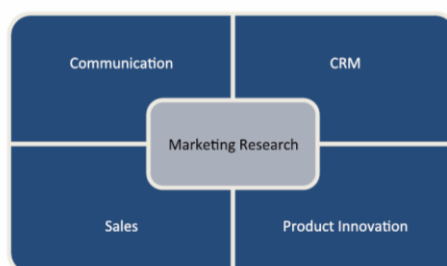 Communication
CRM
Marketing Research
Sales
Product Innovation